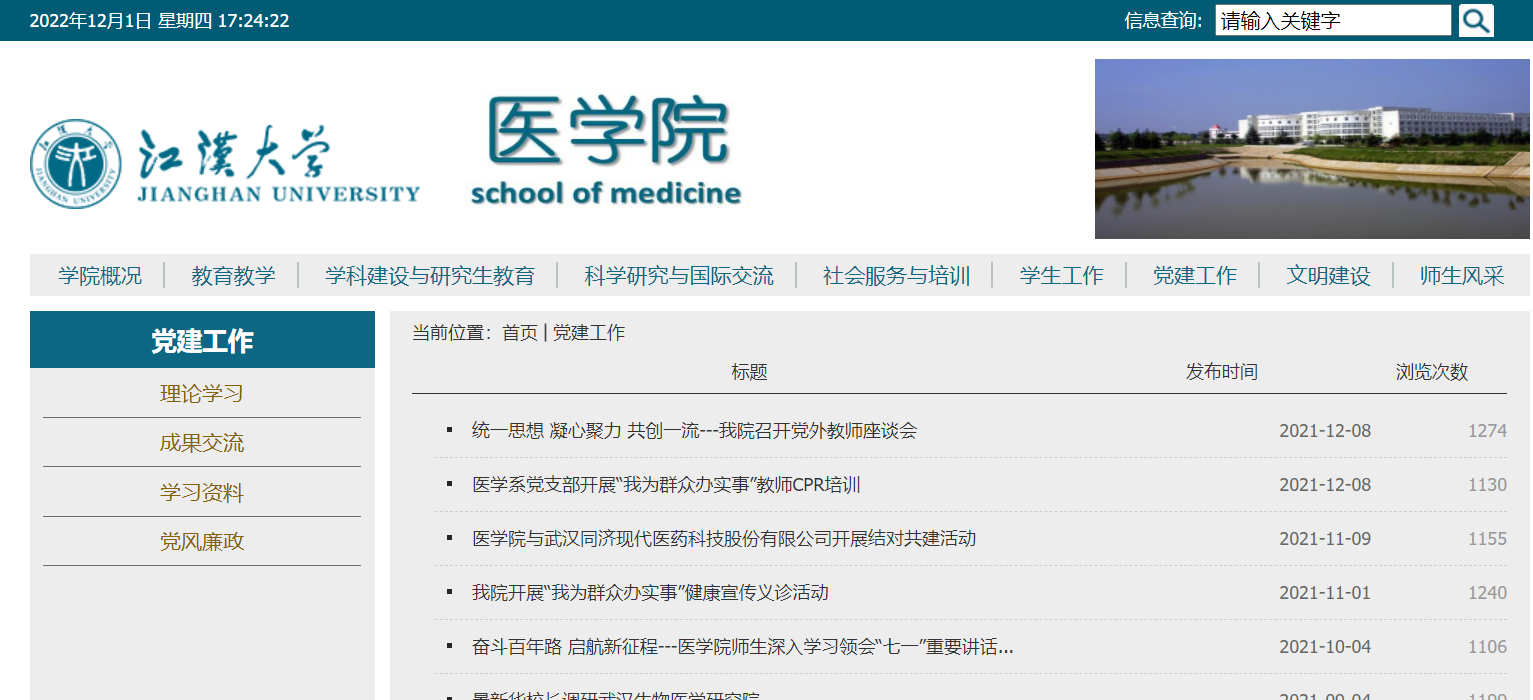 2022年12月1日 星期四 17:24:22
信息查询: 请输入关键字
江漢大学
JIANGHAN UNIVERSITY
医学院
school of medicine
学院概况 教育教学 学科建设与研究生教育 科学研究与国际交流 社会服务与培训 学生工作 党建工作 文明建设 师生风采
党建工作
理论学习
成果交流
学习资料
党风廉政
当前位置：首页 | 党建工作
标题 发布时间 浏览次数
统一思想 凝心聚力 共创一流---我院召开党外教师座谈会 2021-12-08 1274
医学系党支部开展“我为群众办实事”教师CPR培训 2021-12-08 1130
医学院与武汉同济现代医药科技股份有限公司开展结对共建活动 2021-11-09 1155
我院开展“我为群众办实事”健康宣传义诊活动 2021-11-01 1240
奋斗百年路 启航新征程---医学院师生深入学习领会“七一”重要讲话... 2021-10-04 1106